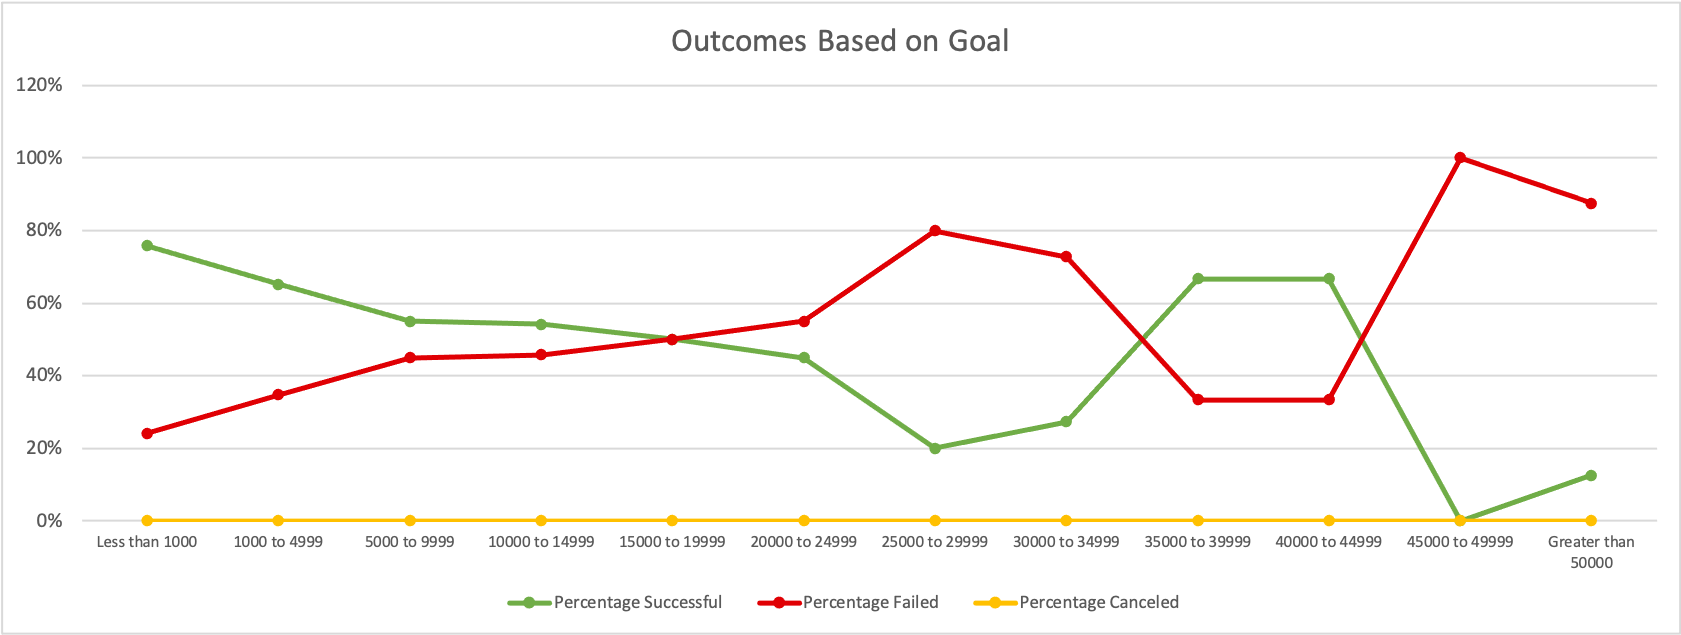 Outcomes Based on Goal
120%
100%
80%
60%
40%
20%
0%
Less than 1000
1000 to 4999
5000 to 9999
10000 to 14999
15000 to 19999
20000 to 24999
25000 to 29999
30000 to 34999
35000 to 39999
40000 to 44999
45000 to 49999
Greater than
50000
Percentage Successful
Percentage Failed
Percentage Canceled